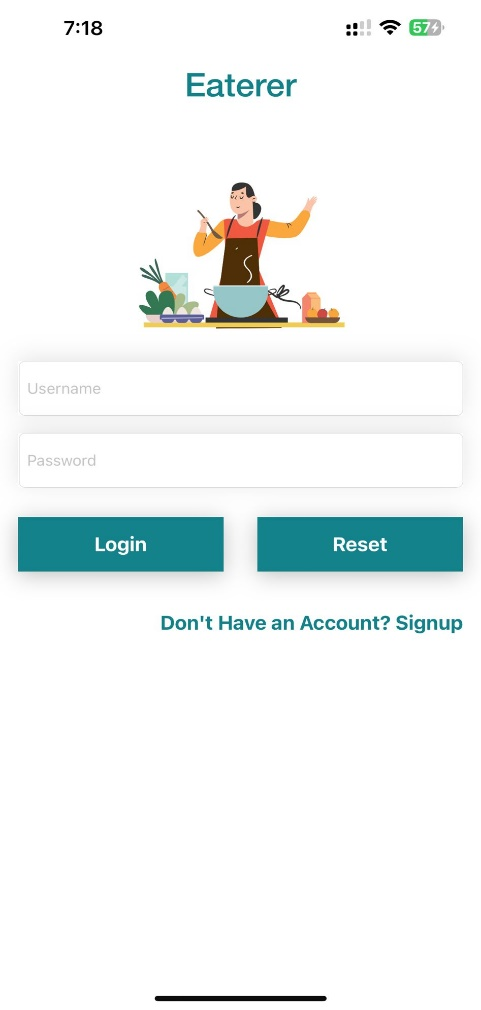 7:18
57
Eaterer
Username
Password
Login
Reset
Don't Have an Account? Signup